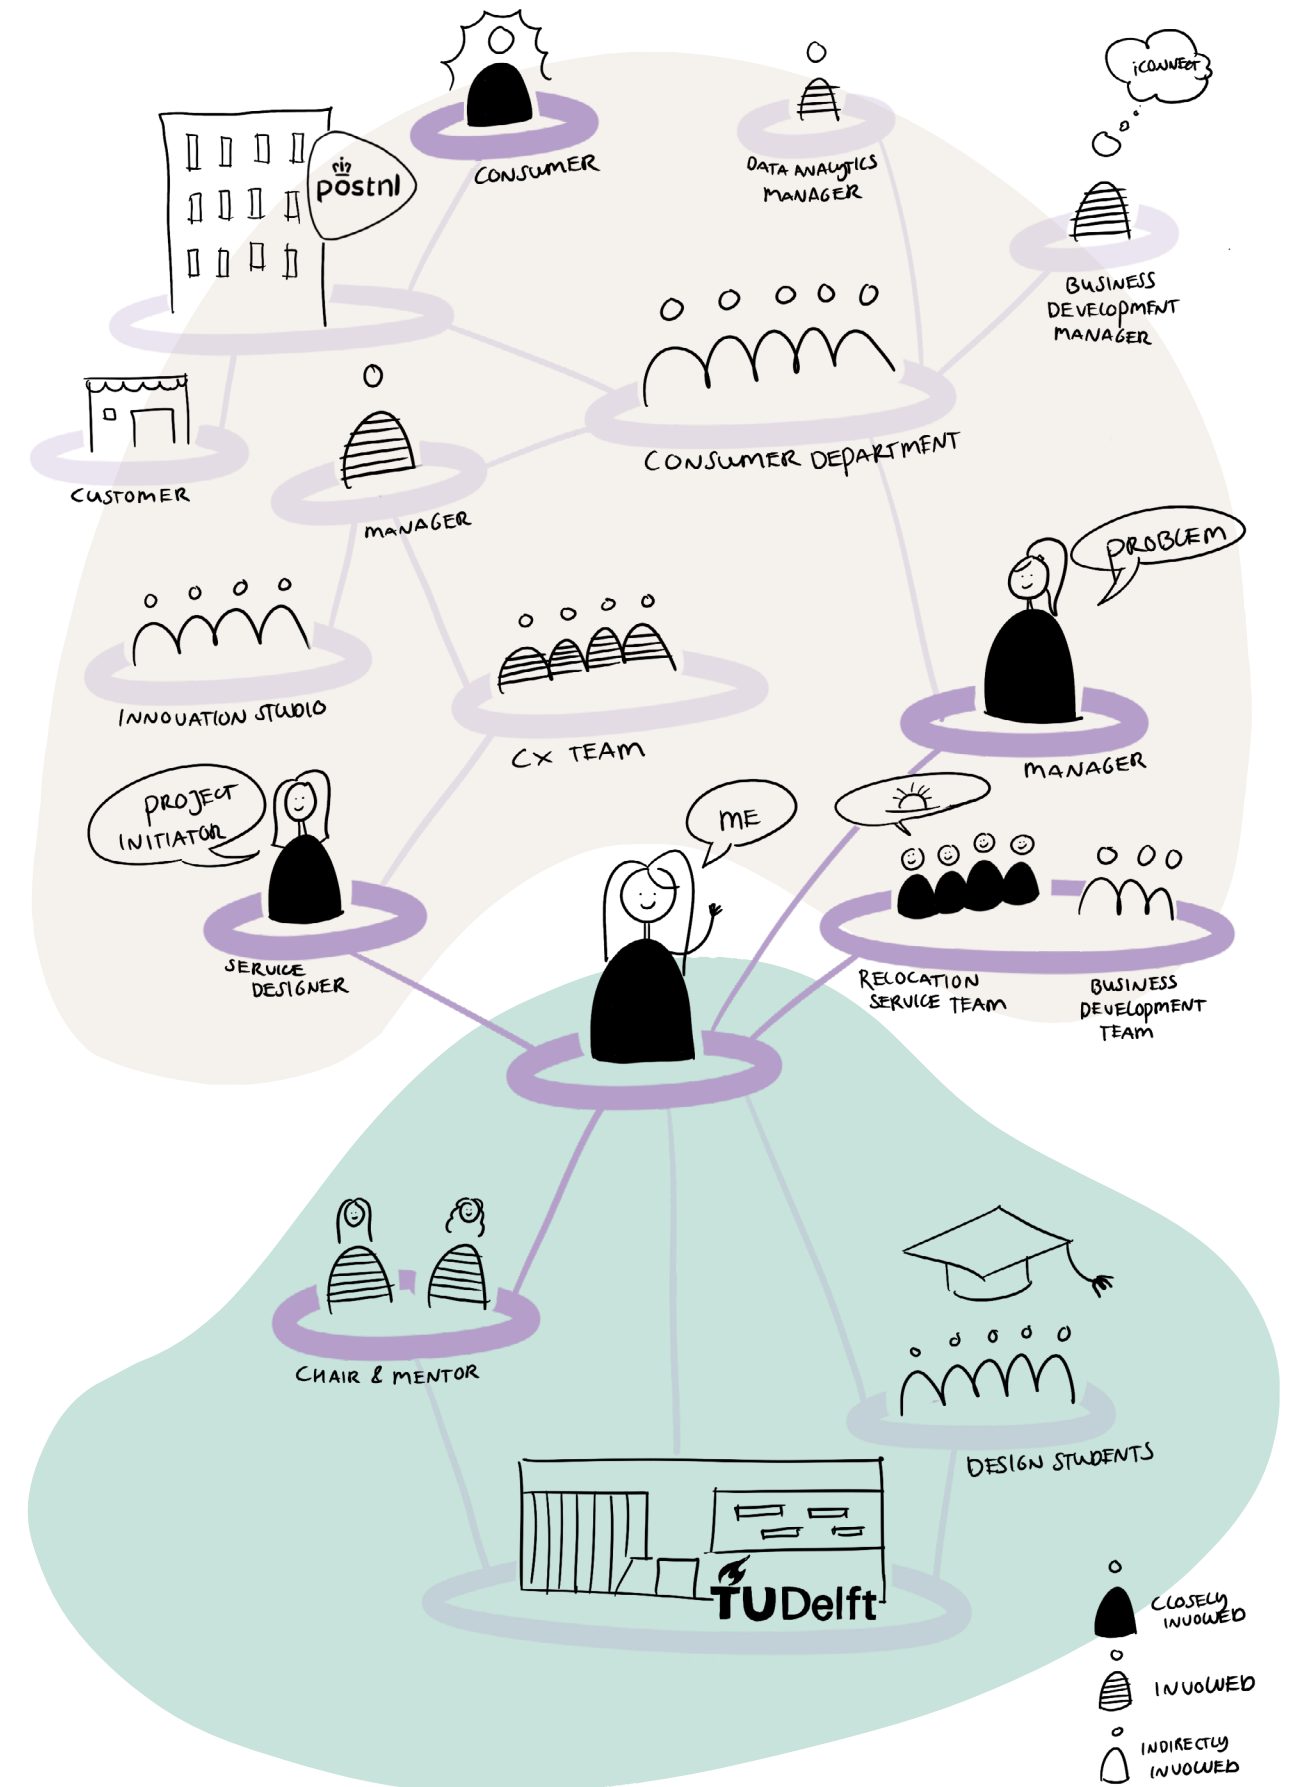 iCONNECT
postnl
CONSUMER
DATA ANALYTICS
MANAGER
BUSINESS
DEVELOPMENT
MANAGER
CUSTOMER
MANAGER
CONSUMER DEPARTMENT
PROBLEM
INNOVATION STUDIO
CX TEAM
MANAGER
PROJECT
INITIATOR
ME
SERVICE
DESIGNER
RELOCATION
SERVICE TEAM
BUSINESS
DEVELOPMENT
TEAM
CHAIR & MENTOR
DESIGN STUDENTS
TU Delft
CLOSELY
INVOLVED
INVOLVED
INDIRECTLY
INVOLVED